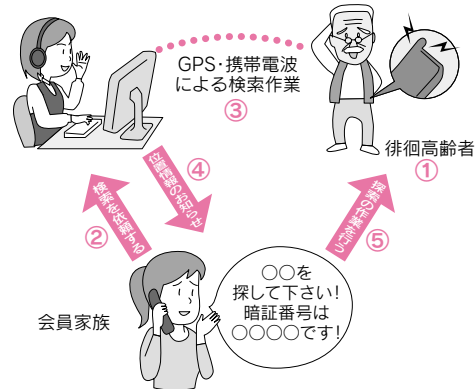 GPS・携帯電波
による検索作業
③
徘徊高齢者
①
④
位置情報のお知らせ
②
検索を依頼する
探索の作業を行う
⑤
会員家族
○○を
探して下さい!
暗証番号は
○○○○です!